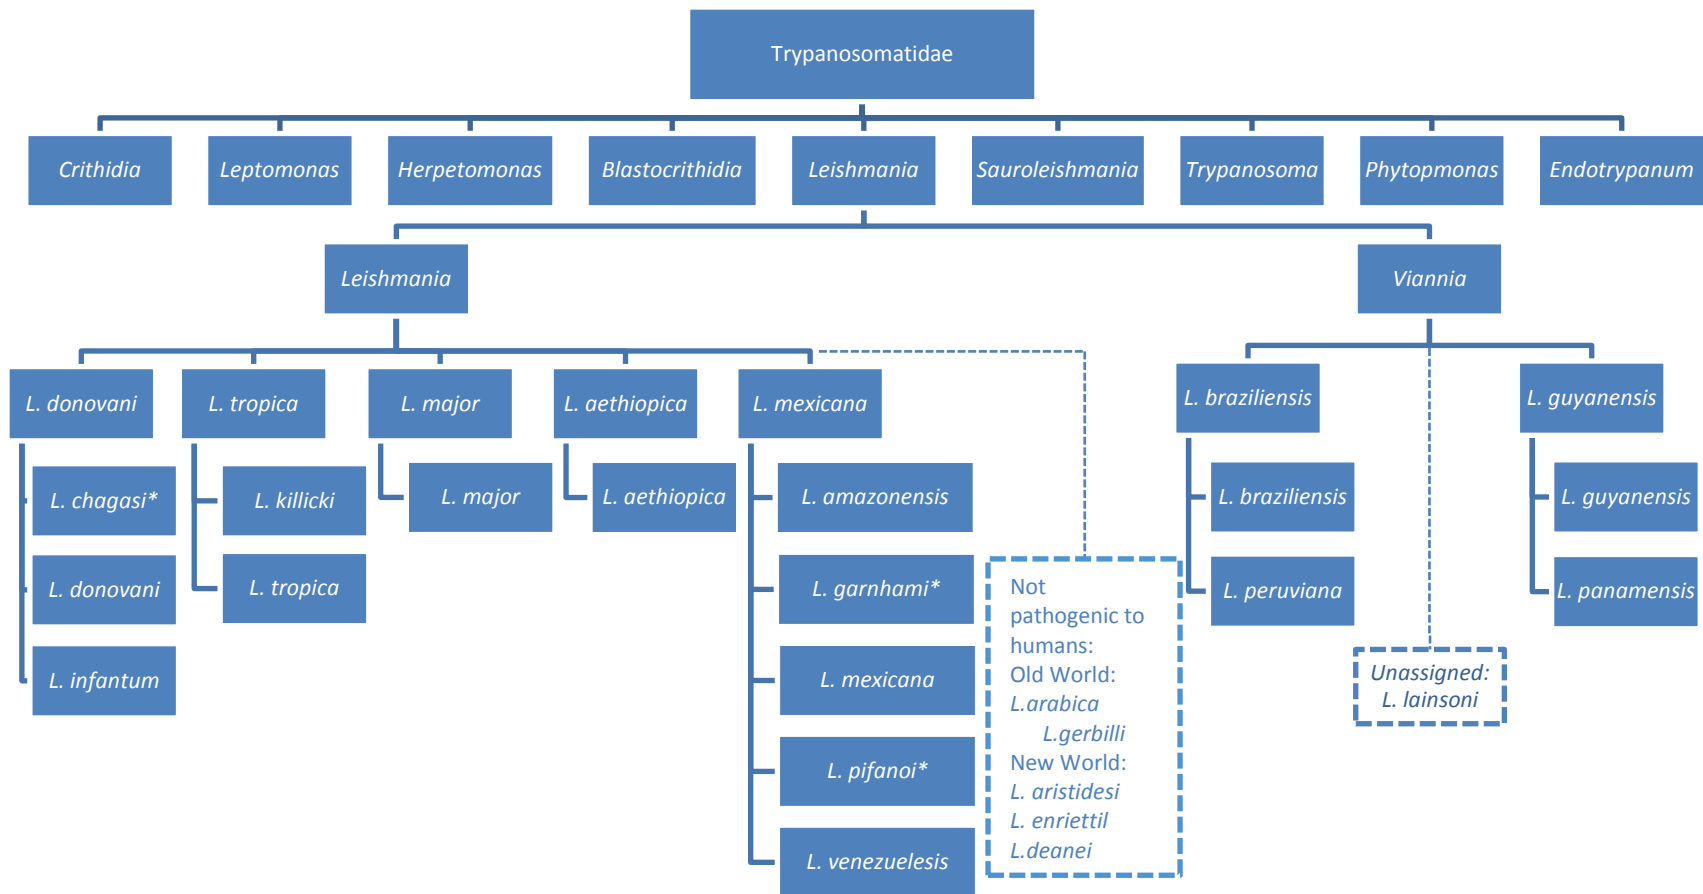 Trypanosomatidae
Crithidia
Leptomonas
Herpetomonas
Blastocrithidia
Leishmania
Sauroleishmania
Trypanosoma
Phytopmonas
Endotrypanum
Leishmania
Viannia
L. donovani
L. tropica
L. major
L. aethiopica
L. mexicana
L. braziliensis
L. guyanensis
L. chagasi*
L. donovani
L. infantum
L. killicki
L. tropica
L. major
L. aethiopica
L. amazonensis
L. garnhami*
L. mexicana
L. pifanoi*
L. venezuelesis
Not
pathogenic to
humans:
Old World:
L.arabica
L.gerbilli
New World:
L. aristidesi
L. enriettil
L.deanei
L. braziliensis
L. peruviana
Unassigned:
L. lainsoni
L. guyanensis
L. panamensis